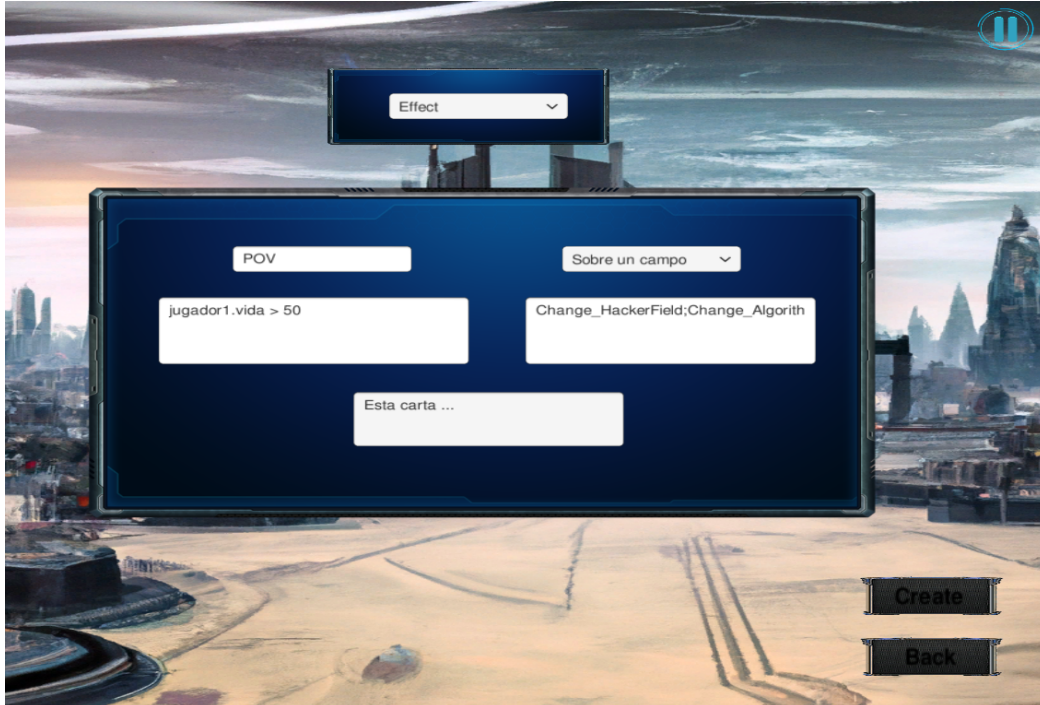 Effect
POV
Sobre un campo
jugador1.vida > 50
Change_HackerField;Change_Algorith
Esta carta ...
Create
Back